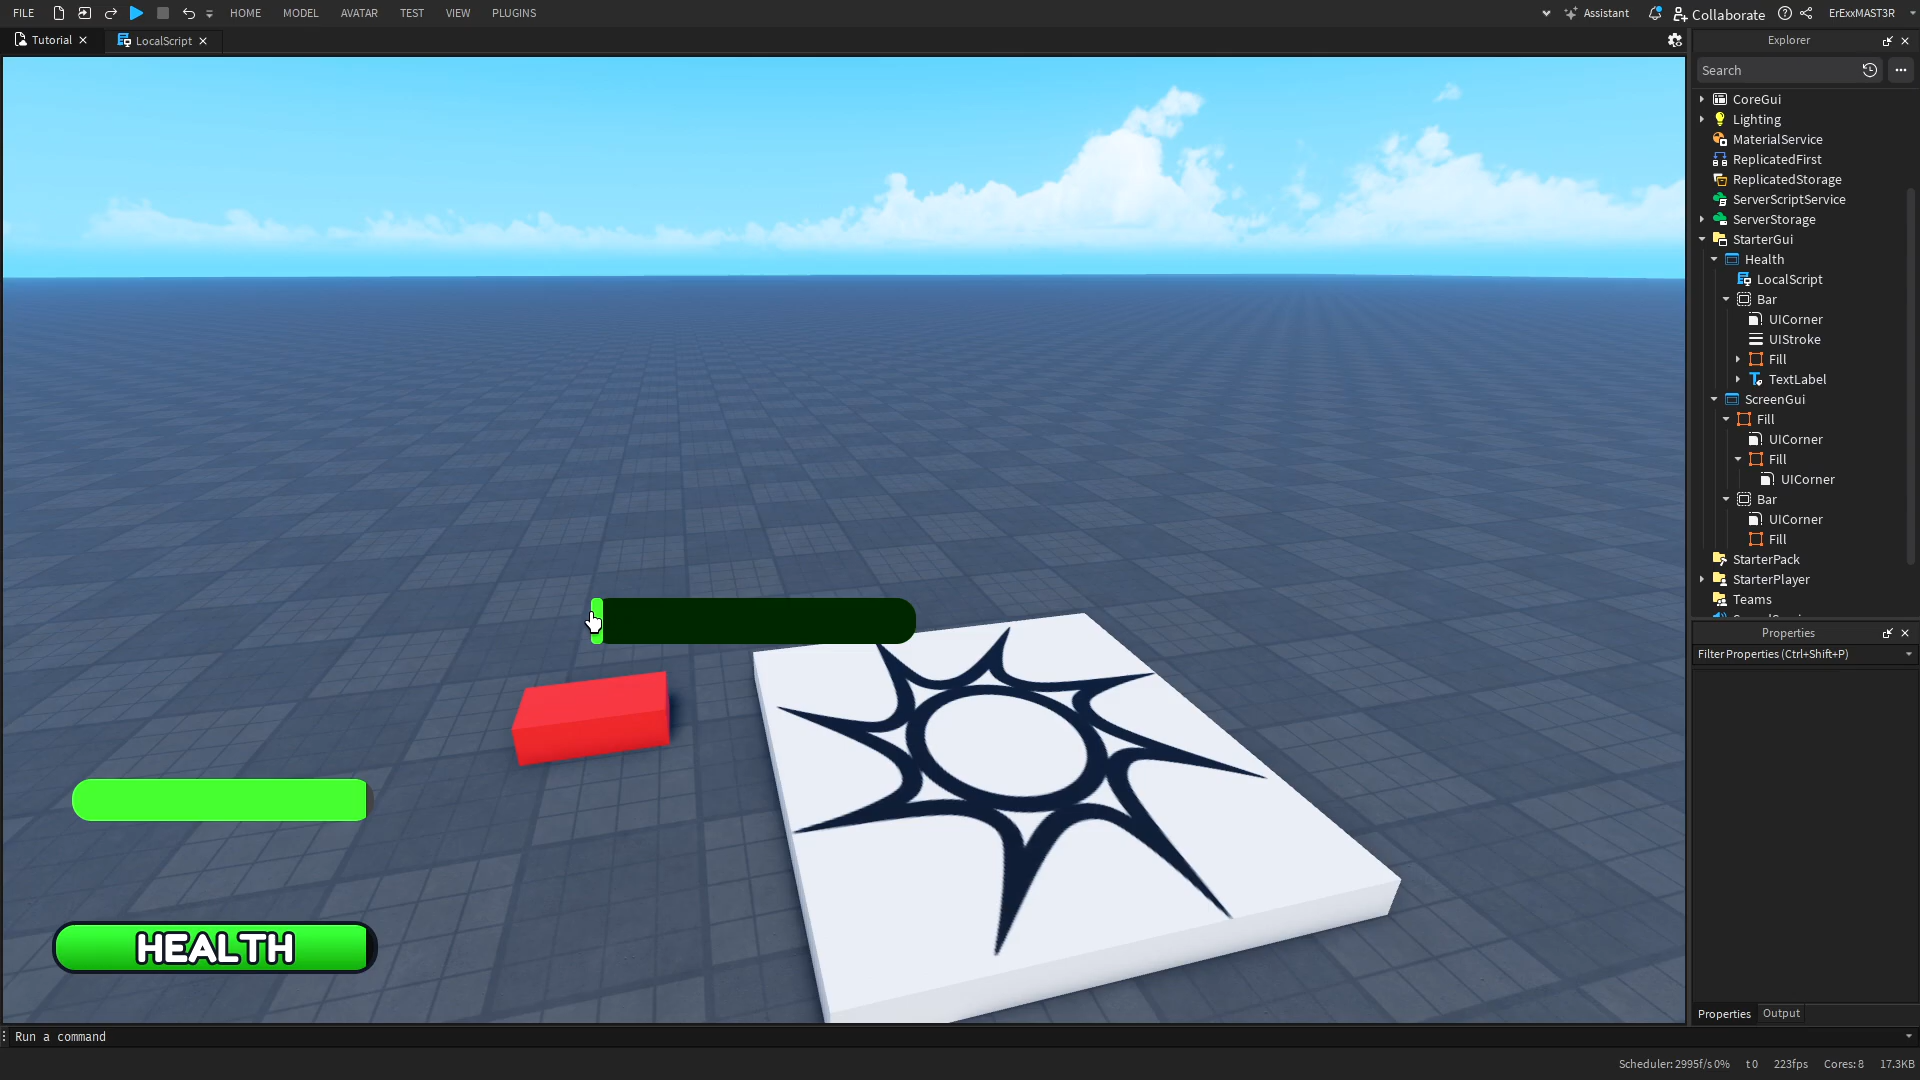 FILE
HOME
MODEL
AVATAR
TEST
VIEW
PLUGINS
Assistant
Collaborate
ErExxMAST3R
Tutorial
LocalScript
Explorer
Search
CoreGui
Lighting
MaterialService
ReplicatedFirst
ReplicatedStorage
ServerScriptService
ServerStorage
StarterGui
Health
LocalScript
Bar
UICorner
UIStroke
Fill
TextLabel
ScreenGui
Fill
UICorner
Fill
UICorner
Bar
UICorner
Fill
StarterPack
StarterPlayer
Teams
Properties
Filter Properties (Ctrl+Shift+P)
HEALTH
Properties
Output
Run a command
Scheduler: 2995f/s 0%
t 0
223fps
Cores: 8
17.3KB